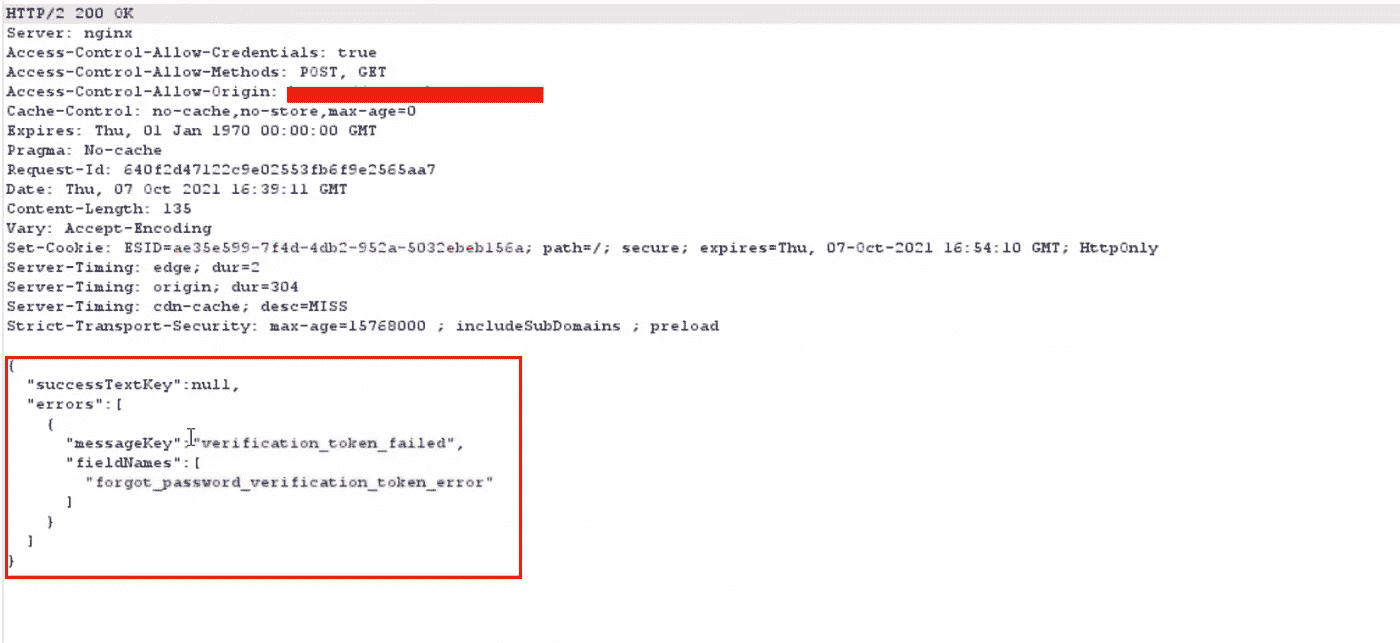 HTTP/2 200 OK
Server: nginx
Access-Control-Allow-Credentials: true
Access-Control-Allow-Methods: POST, GET
Access-Control-Allow-Origin:
Cache-Control: no-cache,no-store,max-age=0
Expires: Thu, 01 Jan 1970 00:00:00 GMT
Pragma: No-cache
Request-Id: 640f2d47122c9e02553fb6f9e2565aa7
Date: Thu, 07 Oct 2021 16:39:11 GMT
Content-Length: 135
Vary: Accept-Encoding
Set-Cookie: ESID=ae35e599-7f4d-4db2-952a-5032ebeb156a; path=/; secure; expires=Thu, 07-Oct-2021 16:54:10 GMT; HttpOnly
Server-Timing: edge; dur=2
Server-Timing: origin; dur=304
Server-Timing: cdn-cache; desc=MISS
Strict-Transport-Security: max-age=15768000 ; includeSubDomains ; preload
{
"successTextKey":null,
"errors":[
{
"messageKey":"verification_token_failed",
"fieldNames":[
"forgot_password_verification_token_error"
]
}
]
}